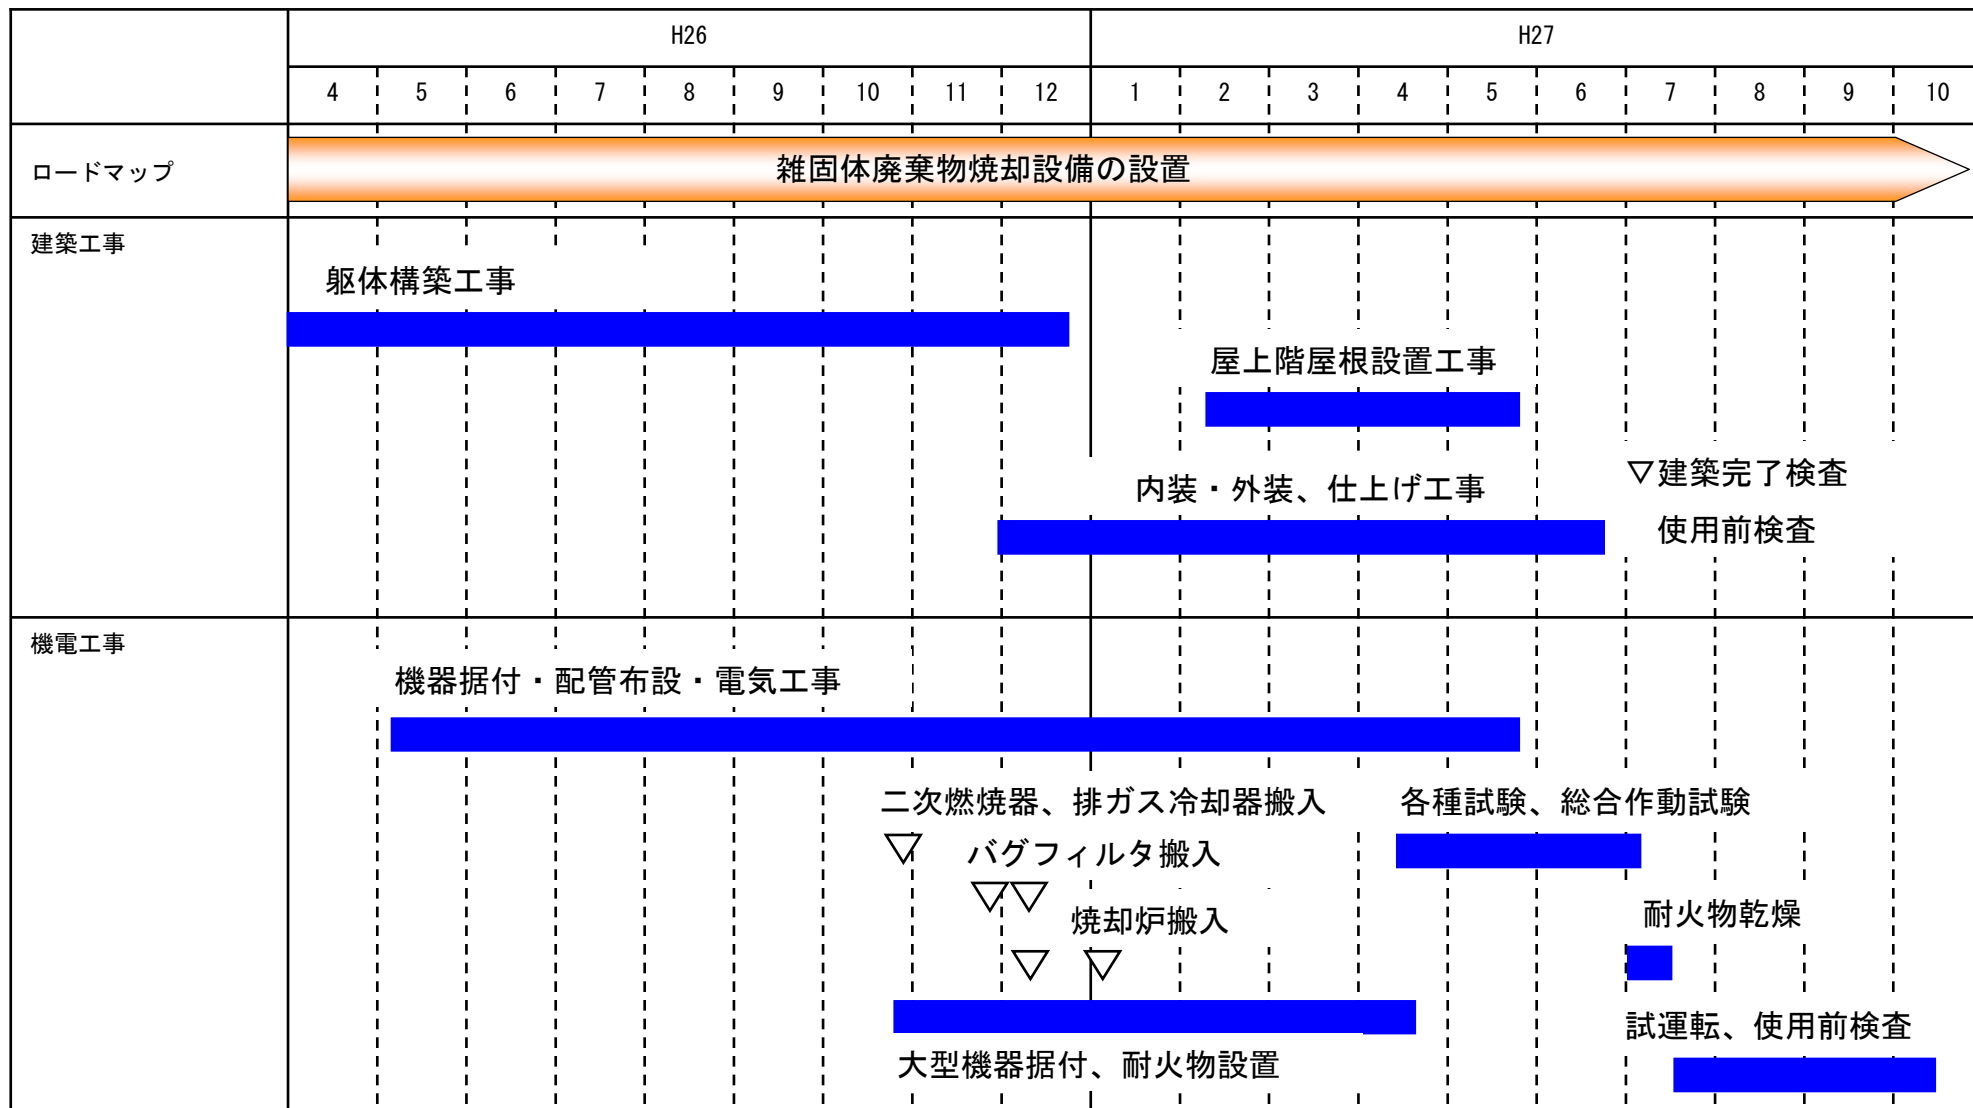 H26
H27
4 5 6 7 8 9 10 11 12 1 2 3 4 5 6 7 8 9 10
ロードマップ
雑固体廃棄物焼却設備の設置
建築工事
躯体構築工事
屋上階屋根設置工事
▽建築完了検査
内装・外装、仕上げ工事
使用前検査
機電工事
機器据付・配管布設・電気工事
二次燃焼器、排ガス冷却器搬入
各種試験、総合作動試験
バグフィルタ搬入
焼却炉搬入
耐火物乾燥
試運転、使用前検査
大型機器据付、耐火物設置